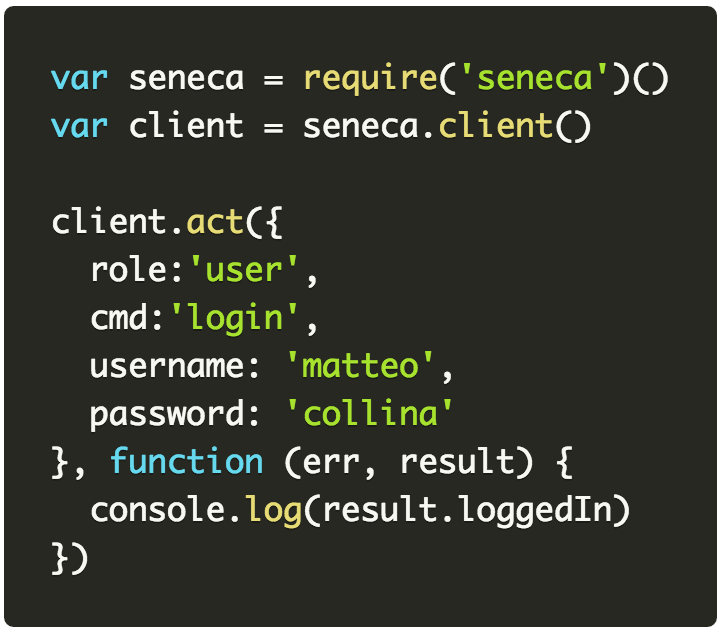 var seneca = require('seneca')()
var client = seneca.client()

client.act({
  role:'user',
  cmd:'login',
  username: 'matteo',
  password: 'collina'
}, function (err, result) {
  console.log(result.loggedIn)
})